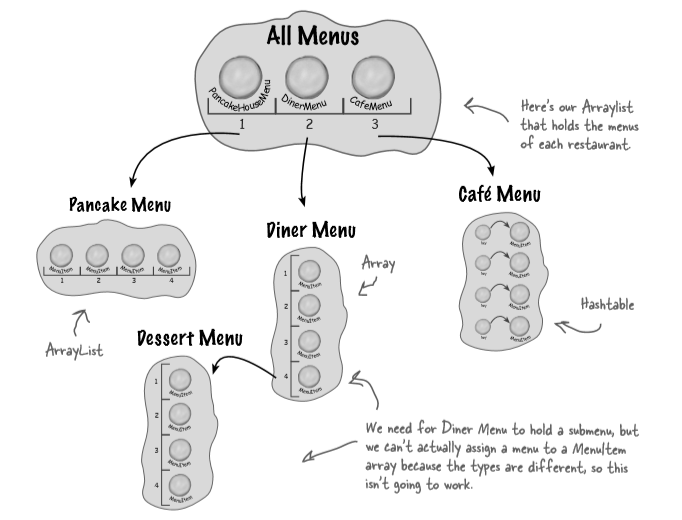 All Menus
PancakeHouseMenu
DinerMenu
CafeMenu
1
2
3
Here's our Arraylist
that holds the menus
of each restaurant.
Pancake Menu
MenuItem
MenuItem
MenuItem
MenuItem
1
2
3
4
ArrayList
Diner Menu
1
MenuItem
2
MenuItem
3
MenuItem
4
MenuItem
Array
Café Menu
key
MenuItem
key
MenuItem
key
MenuItem
key
MenuItem
Hashtable
Dessert Menu
1
MenuItem
2
MenuItem
3
MenuItem
4
MenuItem
We need for Diner Menu to hold a submenu, but
we can't actually assign a menu to a MenuItem
array because the types are different, so this
isn't going to work.